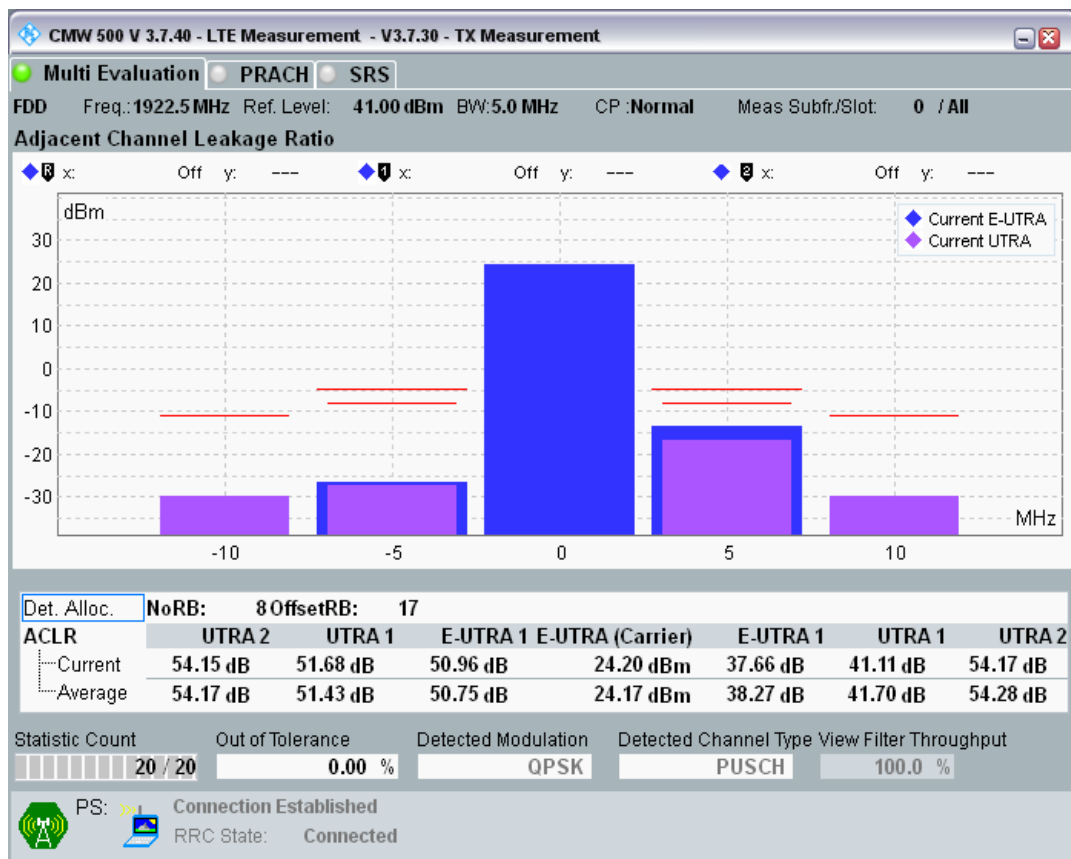 CMW 500 V 3.7.40 - LTE Measurement - V3.7.30 - TX Measurement
Multi Evaluation PRACH SRS
FDD Freq.: 1922.5 MHz Ref. Level: 41.00 dBm BW: 5.0 MHz CP : Normal Meas Subfr./Slot: 0 / All
Adjacent Channel Leakage Ratio
R x: Off y: --- 1 x: Off y: --- 2 x: Off y: ---
dBm
Current E-UTRA
Current UTRA
30
20
10
0
-10
-20
-30
MHz
-10 -5 0 5 10
Det. Alloc. NoRB: 8 OffsetRB: 17
ACLR UTRA 2 UTRA 1 E-UTRA 1 E-UTRA (Carrier) E-UTRA 1 UTRA 1 UTRA 2
Current 54.15 dB 51.68 dB 50.96 dB 24.20 dBm 37.66 dB 41.11 dB 54.17 dB
Average 54.17 dB 51.43 dB 50.75 dB 24.17 dBm 38.27 dB 41.70 dB 54.28 dB
Statistic Count Out of Tolerance Detected Modulation Detected Channel Type View Filter Throughput
20 / 20 0.00 % QPSK PUSCH 100.0 %
PS: Connection Established
RRC State: Connected